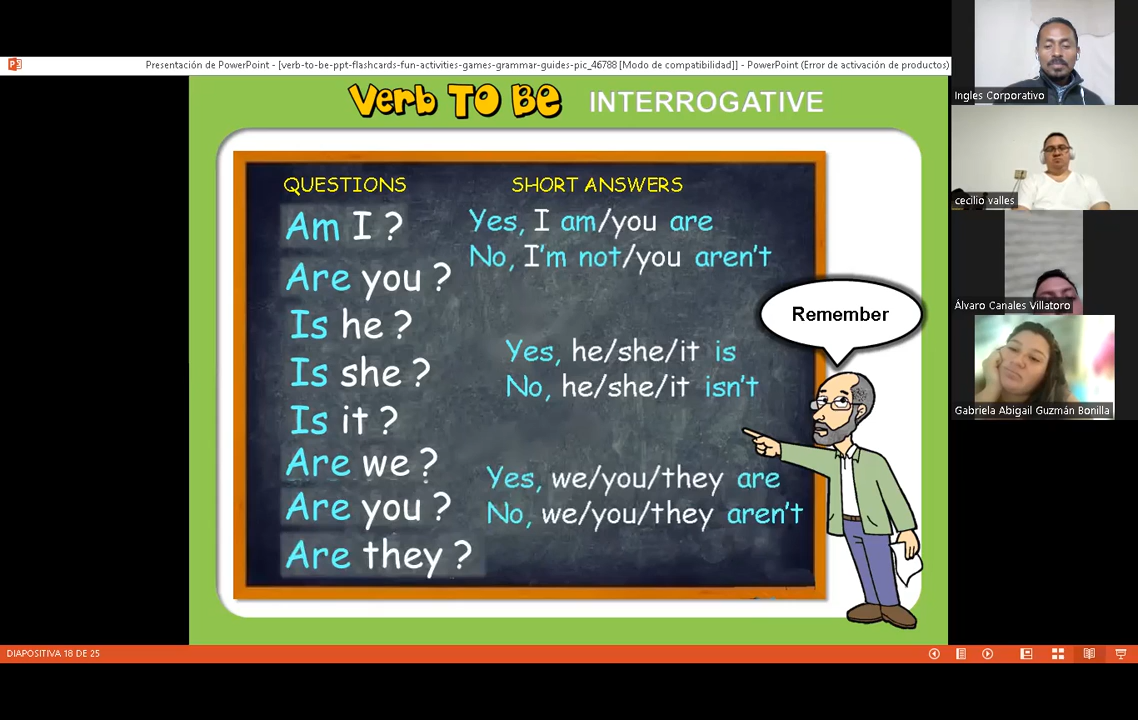 Presentación de PowerPoint - [verb-to-be-ppt-flashcards-fun-activities-games-grammar-guides-pic_46788 [Modo de compatibilidad]] - PowerPoint (Error de activación de productos)
Verb TO BE INTERROGATIVE
QUESTIONS
Am I ?
Are you ?
Is he ?
Is she ?
Is it ?
Are we ?
Are you ?
Are they ?
SHORT ANSWERS
Yes, I am/you are
No, I'm not/you aren't
Yes, he/she/it is
No, he/she/it isn't
Yes, we/you/they are
No, we/you/they aren't
Remember
Ingles Corporativo
cecilio valles
Álvaro Canales Villatoro
Gabriela Abigail Guzmán Bonilla
DIAPOSITIVA 18 DE 25